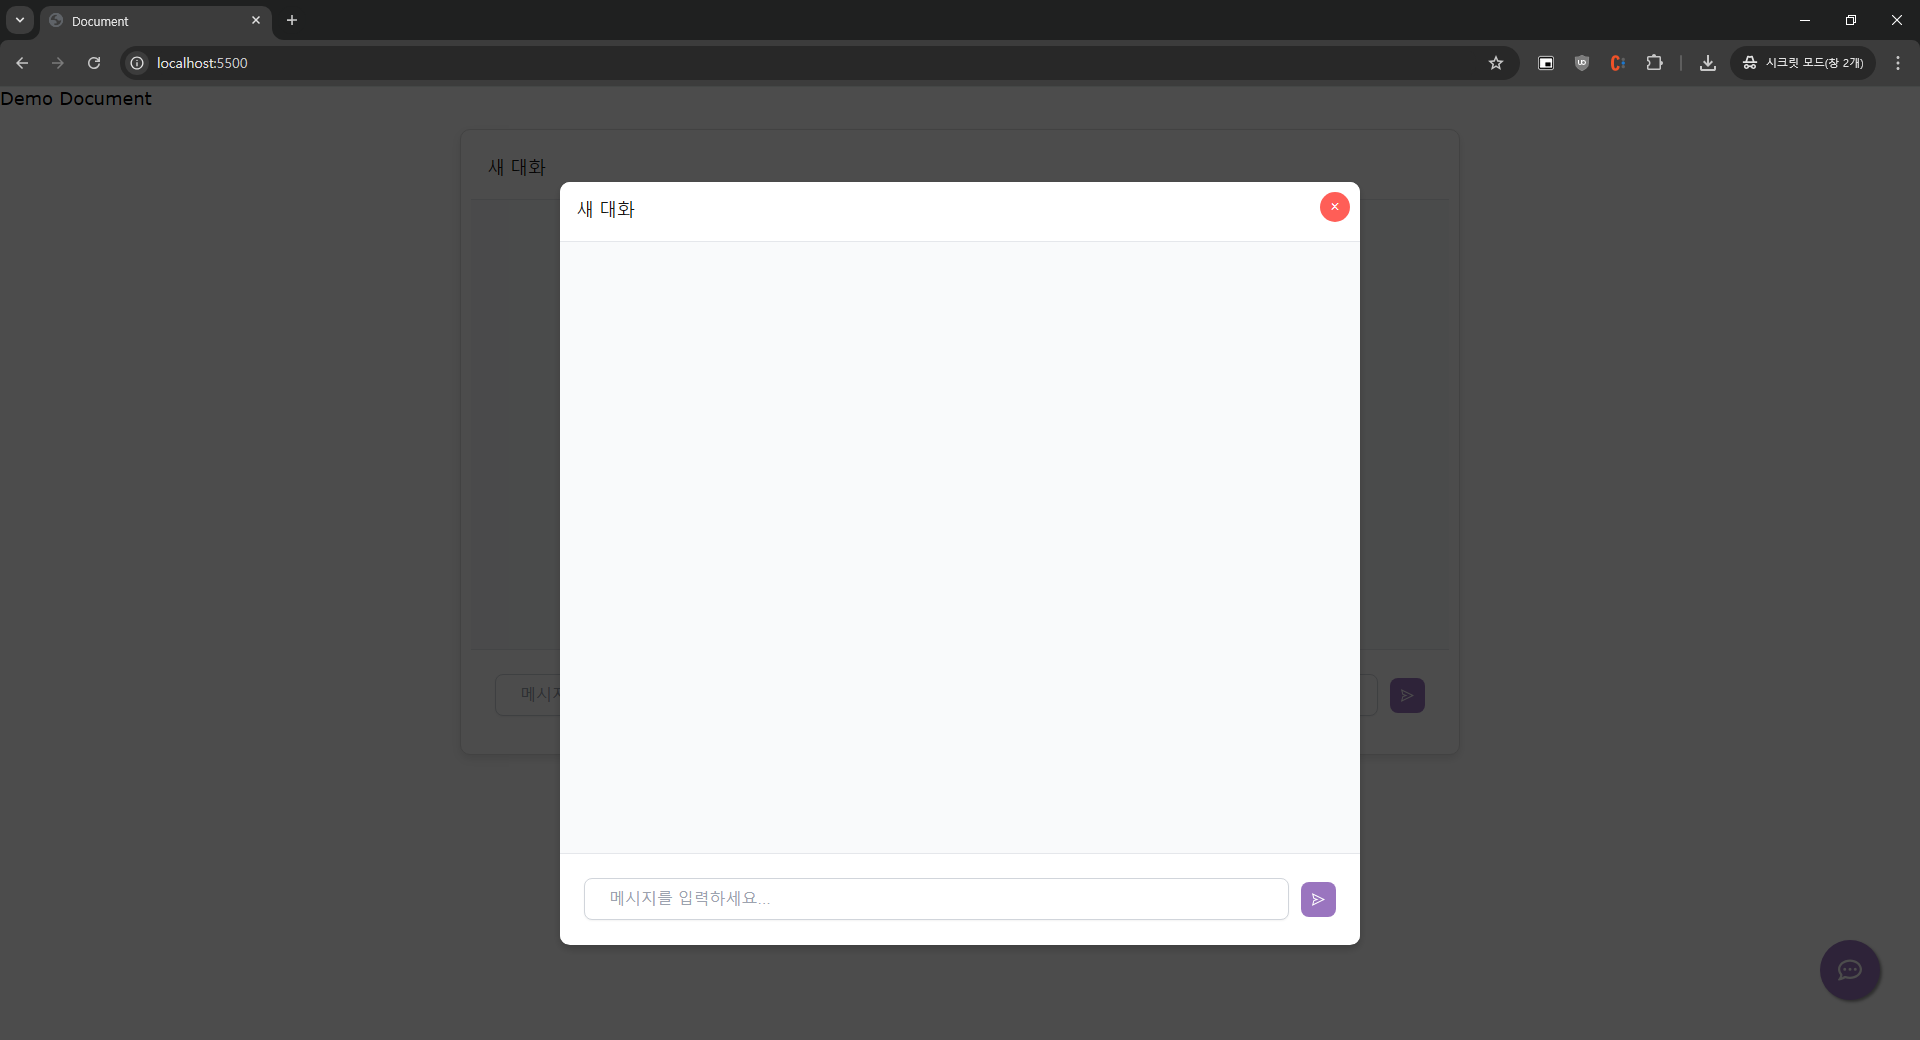 Document
localhost:5500
시크릿 모드(창 2개)
Demo Document
새 대화
새 대화
메시지
메시지를 입력하세요...